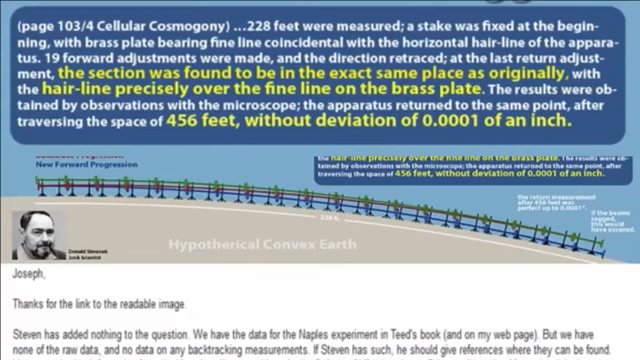 (page 103/4 Cellular Cosmogony) ...228 feet were measured; a stake was fixed at the begin-
ning, with brass plate bearing fine line coincidental with the horizontal hair-line of the appara-
tus. 19 forward adjustments were made, and the direction retraced; at the last return adjust-
ment, the section was found to be in the exact same place as originally, with
the hair-line precisely over the fine line on the brass plate. The results were ob-
tained by observations with the microscope; the apparatus returned to the same point, after
traversing the space of 456 feet, without deviation of 0.0001 of an inch.
the hair-line precisely over the fine line on the brass plate. The results were ob-
tained by observations with the microscope; the apparatus returned to the same point, after
traversing the space of 456 feet, without deviation of 0.0001 of an inch.
New Forward Progression
the return measurement
after 456 feet was
perfect up to 0.0001".
If the beams
sagged,
this would
have occured.
228 ft.
Hypotherical Convex Earth
Donald Simanek
Junk Scientist
Joseph,
Thanks for the link to the readable image.
Steven has added nothing to the question. We have the data for the Naples experiment in Teed's book (and on my web page). But we have
none of the raw data, and no data on any backtracking measurements. If Steven has such, he should give references where they can be found.